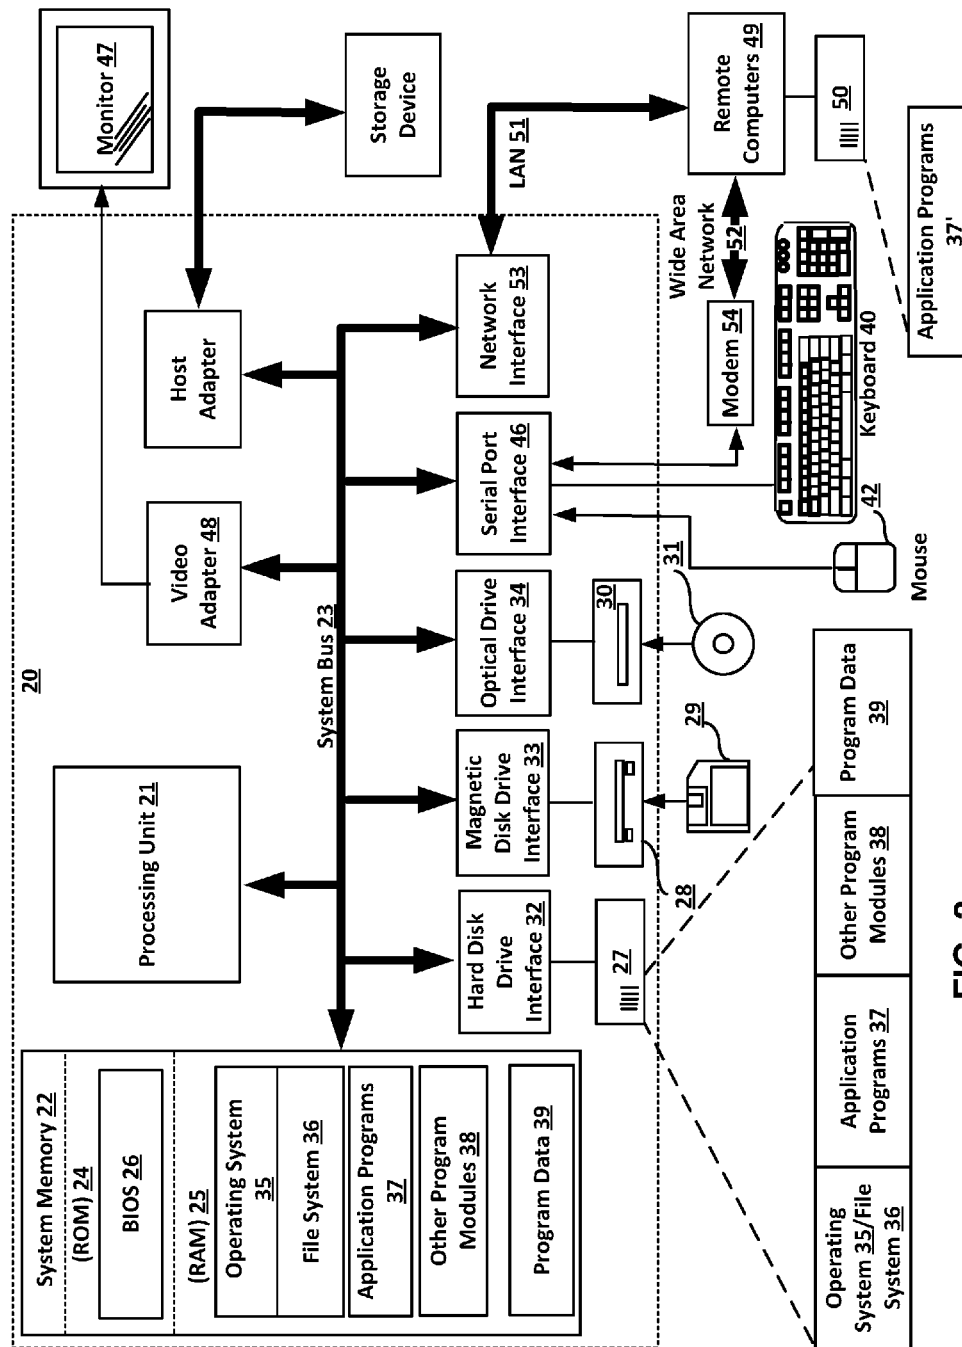 20
System Memory 22
(ROM) 24
BIOS 26
(RAM) 25
Operating System
35
File System 36
Application Programs
37
Other Program
Modules 38
Program Data 39
Processing Unit 21
Video
Adapter 48
Host
Adapter
Monitor 47
Storage
Device
System Bus 23
Hard Disk
Drive
Interface 32
Magnetic
Disk Drive
Interface 33
Optical Drive
Interface 34
Serial Port
Interface 46
Network
Interface 53
LAN 51
27
28
29
30
31
Modem 54
Wide Area
Network
52
Remote
Computers 49
50
Mouse
42
Keyboard 40
Application Programs
37'
Operating
System 35/File
System 36
Application
Programs 37
Other Program
Modules 38
Program Data
39